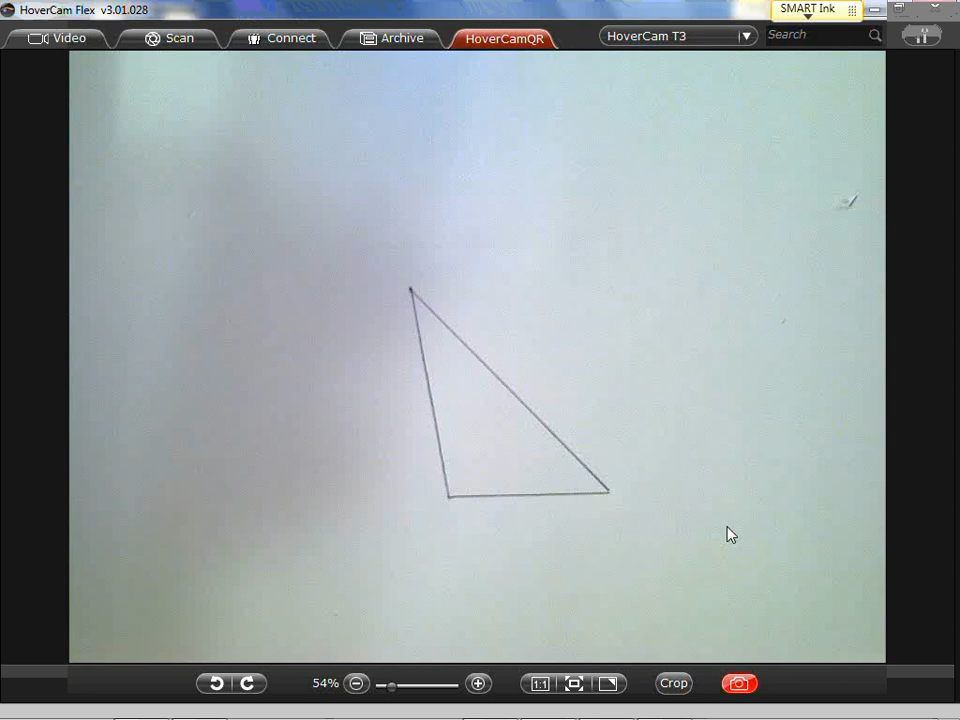 HoverCam Flex v3.01.028
SMART Ink
Video
Scan
Connect
Archive
HoverCamQR
HoverCam T3
Search
54%
1:1
Crop